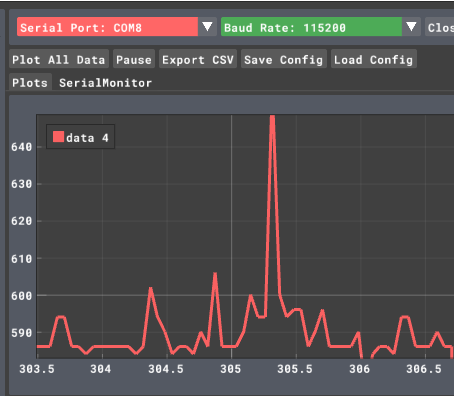 Serial Port: COM8 Baud Rate: 115200 Clos
Plot All Data Pause Export CSV Save Config Load Config
Plots SerialMonitor
data 4
640
630
620
610
600
590
303.5 304 304.5 305 305.5 306 306.5